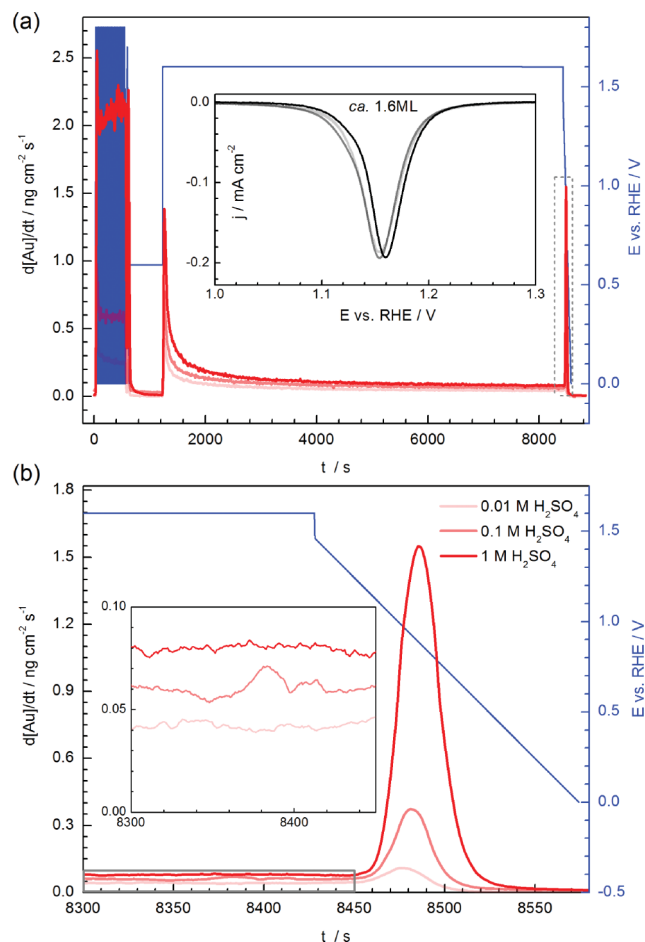 (a)
2.5
2.0
1.5
1.0
0.5
0.0
d[Au]/dt / ng cm⁻² s⁻¹
1.5
1.0
0.5
0.0
E vs. RHE / V
ca. 1.6ML
0.0
-0.1
-0.2
j / mA cm⁻²
1.0 1.1 1.2 1.3
E vs. RHE / V
0 2000 4000 6000 8000
t / s
(b)
1.8
1.5
1.2
0.9
0.6
0.3
0.0
d[Au]/dt / ng cm⁻² s⁻¹
0.01 M H₂SO₄
0.1 M H₂SO₄
1 M H₂SO₄
1.5
1.0
0.5
0.0
-0.5
E vs. RHE / V
0.10
0.05
0.00
8300 8400
8300 8350 8400 8450 8500 8550
t / s